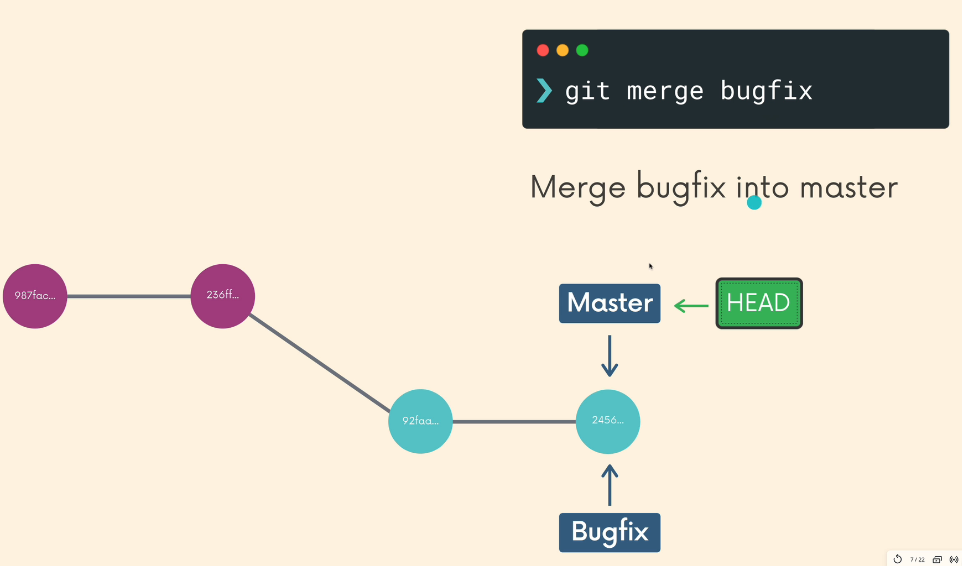 ❯ git merge bugfix
Merge bugfix into master
987fac...
236ff...
Master
HEAD
92faa...
2456...
Bugfix
7 / 22